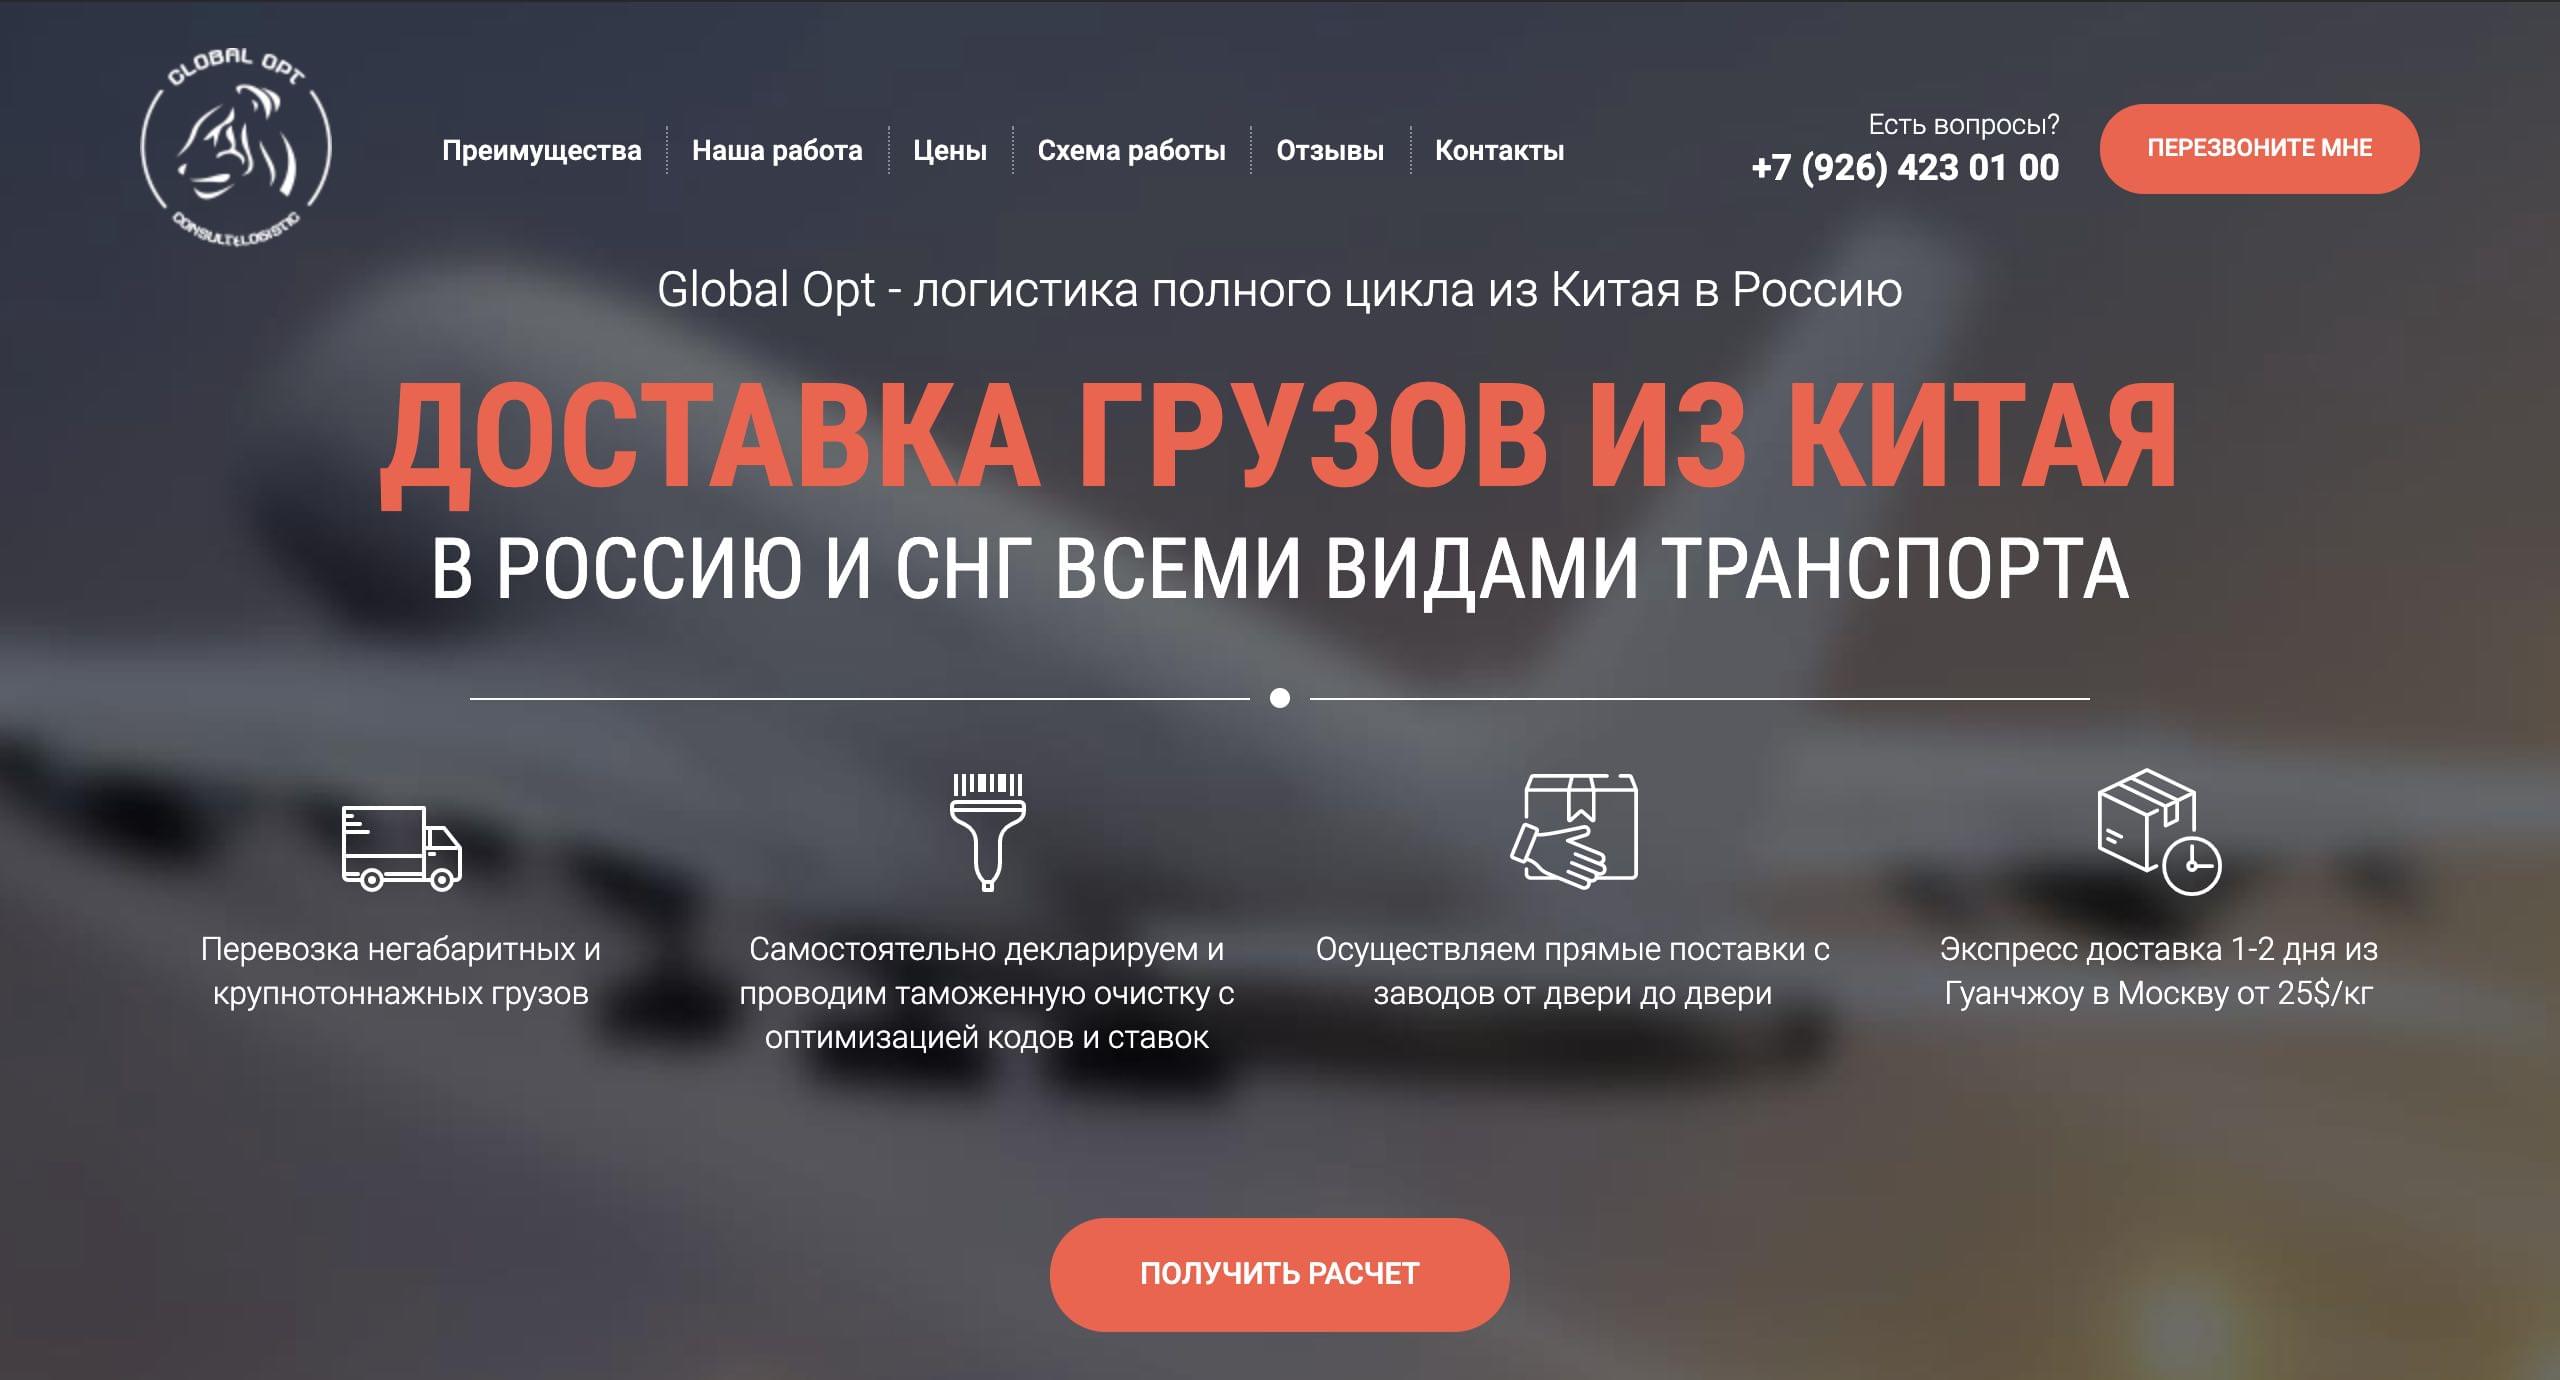 GLOBAL OPT
CONSULT&LOGISTIC
Преимущества
Наша работа
Цены
Схема работы
Отзывы
Контакты
Есть вопросы?
+7 (926) 423 01 00
ПЕРЕЗВОНИТЕ МНЕ
Global Opt - логистика полного цикла из Китая в Россию
ДОСТАВКА ГРУЗОВ ИЗ КИТАЯ
В РОССИЮ И СНГ ВСЕМИ ВИДАМИ ТРАНСПОРТА
Перевозка негабаритных и
крупнотоннажных грузов
Самостоятельно декларируем и
проводим таможенную очистку с
оптимизацией кодов и ставок
Осуществляем прямые поставки с
заводов от двери до двери
Экспресс доставка 1-2 дня из
Гуанчжоу в Москву от 25$/кг
ПОЛУЧИТЬ РАСЧЕТ